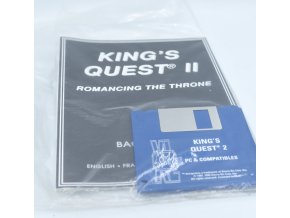 KING'S
QUEST® II
ROMANCING THE THRONE
ENGLISH • FRA
KING'S
QUEST® 2
PC & COMPATIBLES